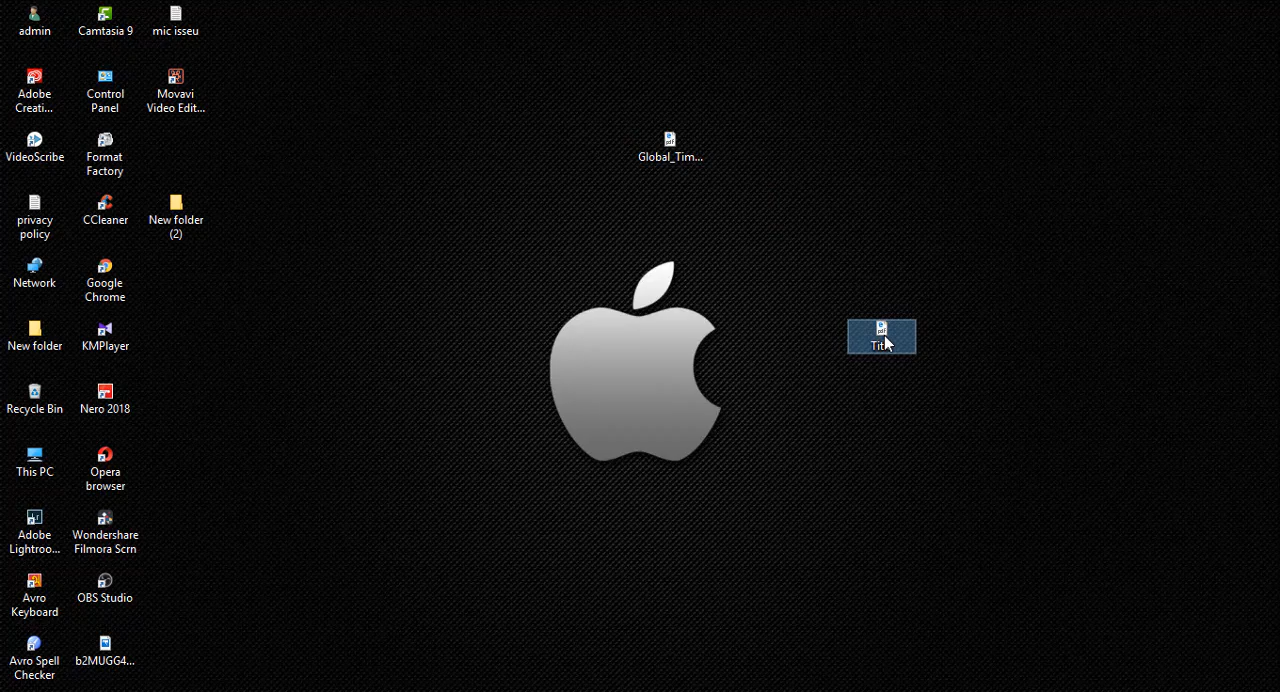 admin
Camtasia 9
mic isseu
Adobe
Creati...
Control
Panel
Movavi
Video Edit...
VideoScribe
Format
Factory
Global_Tim...
privacy
policy
CCleaner
New folder
(2)
Network
Google
Chrome
New folder
KMPlayer
Recycle Bin
Nero 2018
This PC
Opera
browser
Adobe
Lightroo...
Wondershare
Filmora Scrn
Avro
Keyboard
OBS Studio
Avro Spell
Checker
b2MUGG4...